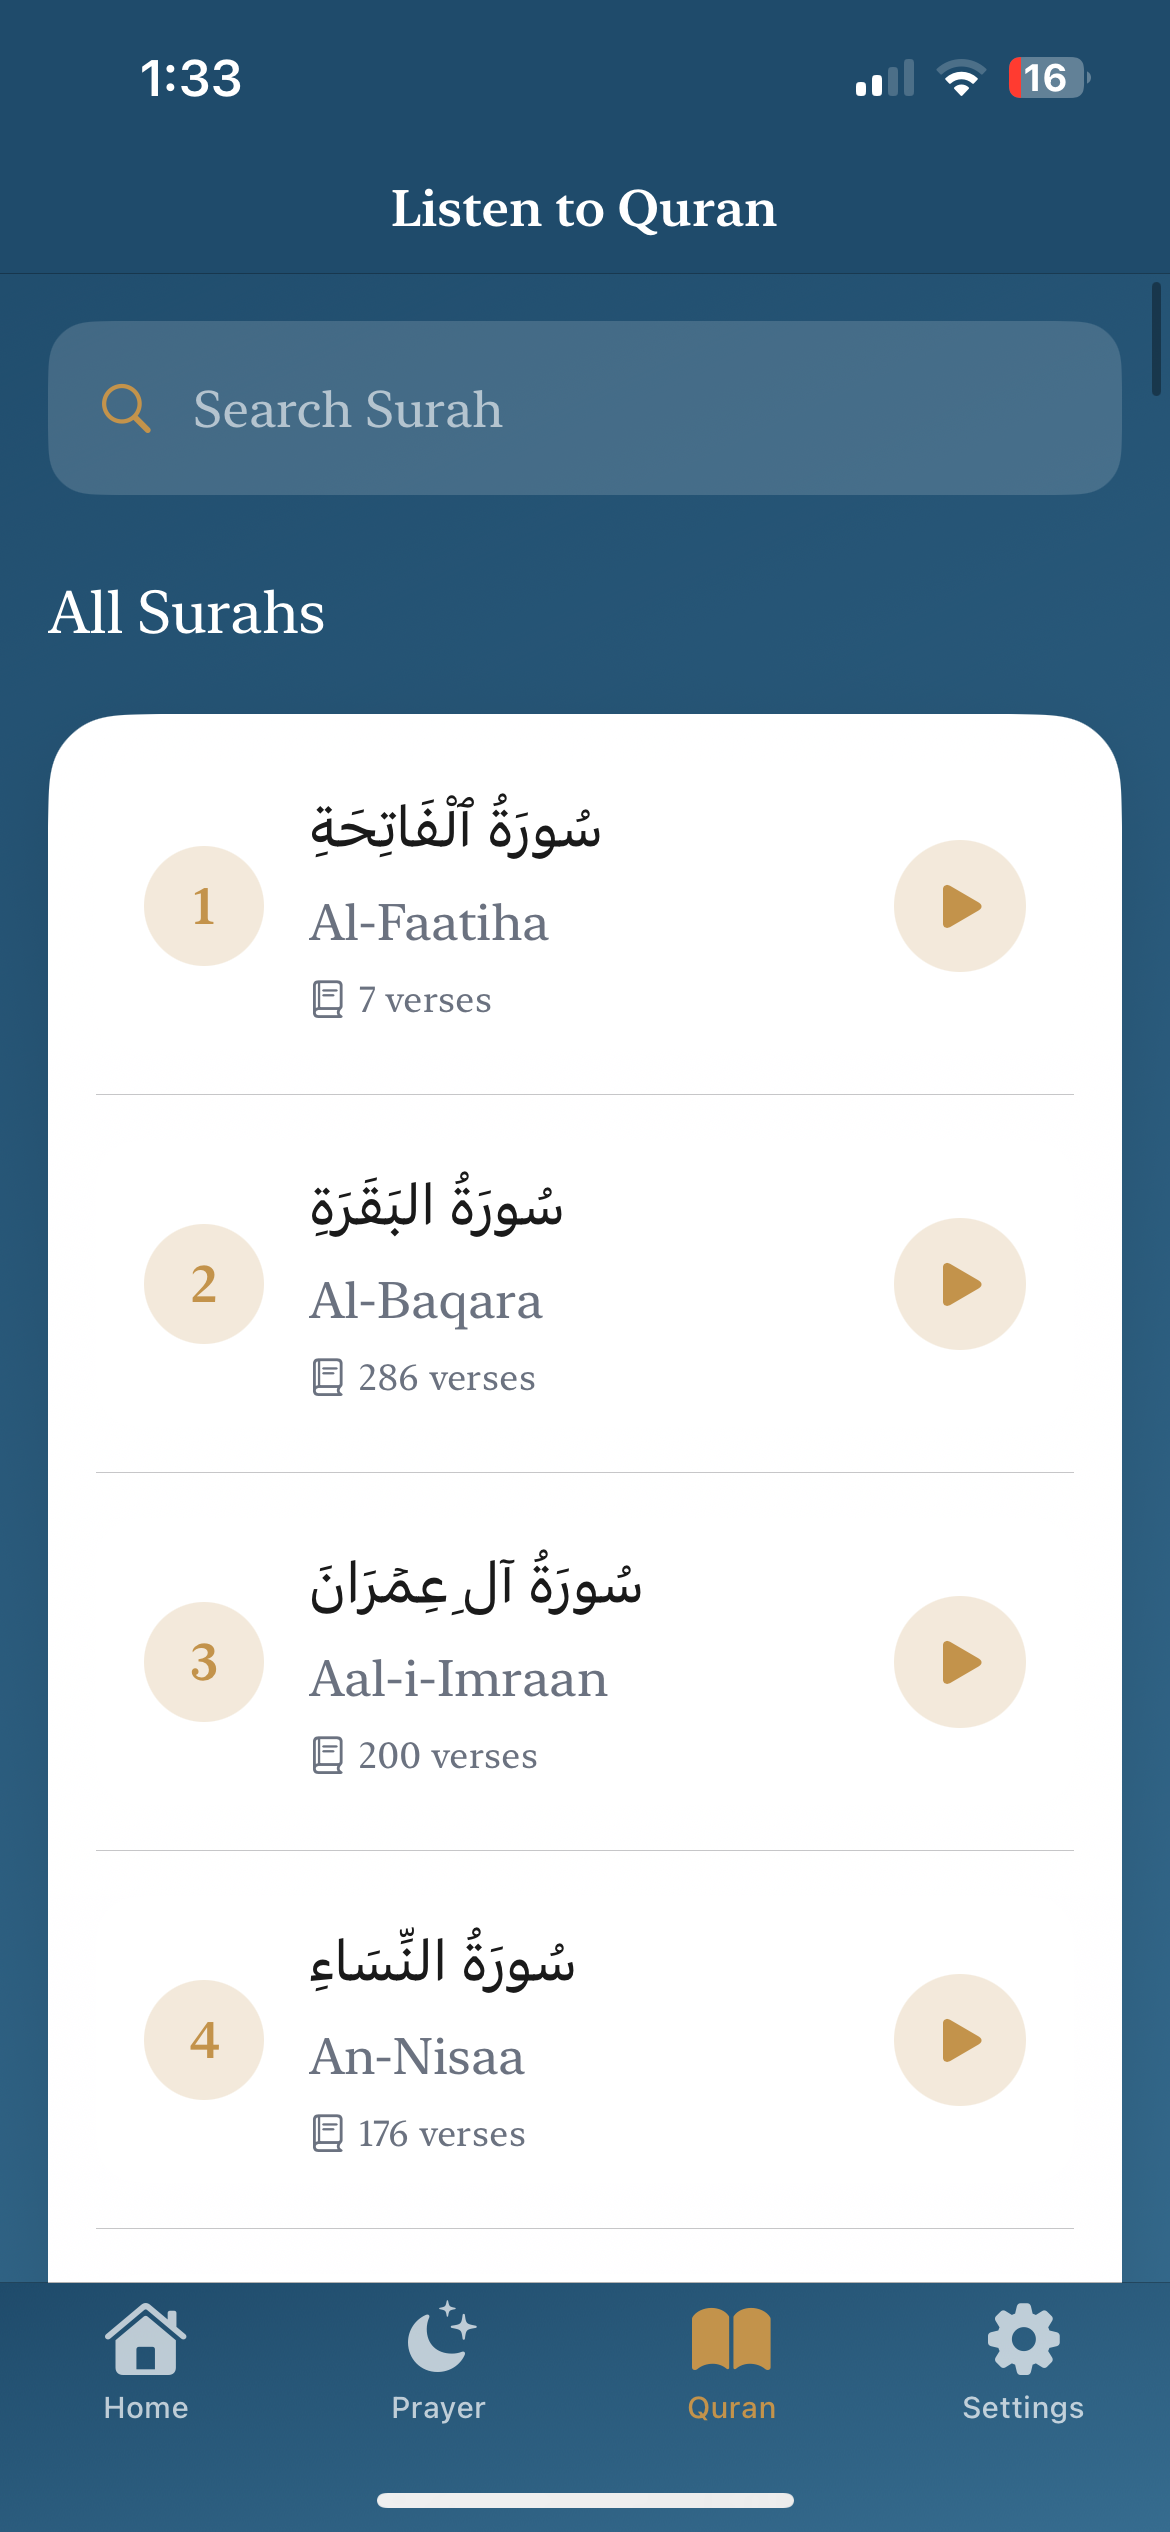 1:33
16
Listen to Quran
Search Surah
All Surahs
1
سُورَةُ ٱلْفَاتِحَةِ
Al-Faatiha
7 verses
2
سُورَةُ البَقَرَةِ
Al-Baqara
286 verses
3
سُورَةُ آلِ عِمۡرَانَ
Aal-i-Imraan
200 verses
4
سُورَةُ النِّسَاءِ
An-Nisaa
176 verses
Home
Prayer
Quran
Settings